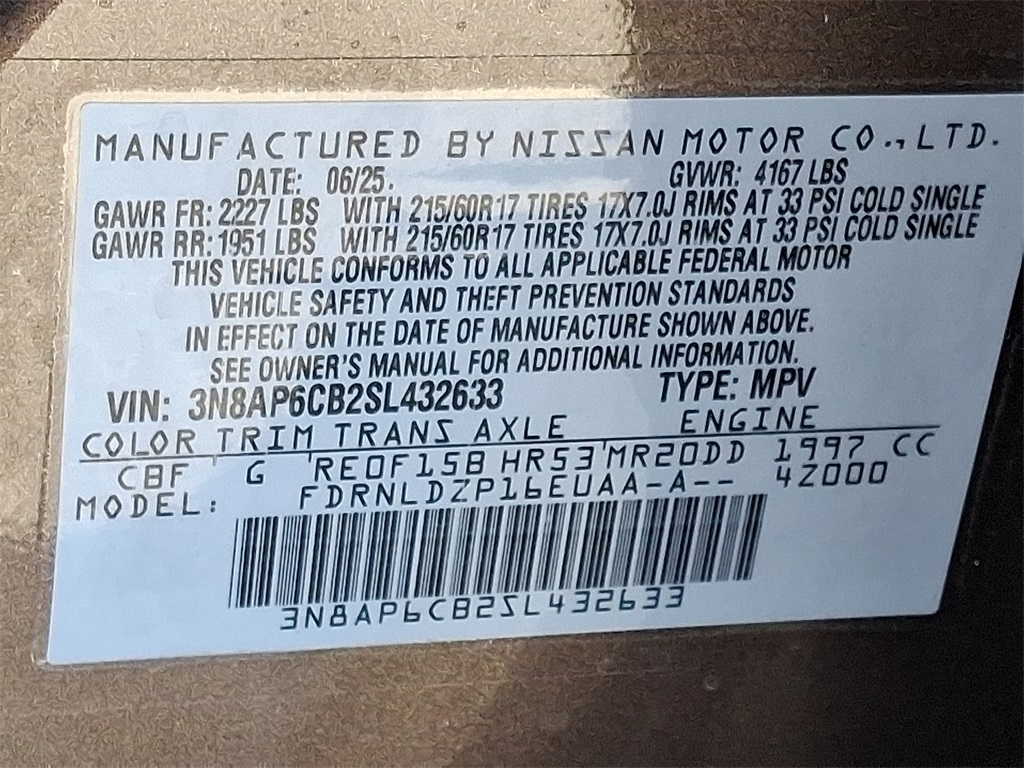 MANUFACTURED BY NISSAN MOTOR CO., LTD.
DATE: 06/25. GVWR: 4167 LBS
GAWR FR: 2227 LBS WITH 215/60R17 TIRES 17X7.0J RIMS AT 33 PSI COLD SINGLE
GAWR RR: 1951 LBS WITH 215/60R17 TIRES 17X7.0J RIMS AT 33 PSI COLD SINGLE
THIS VEHICLE CONFORMS TO ALL APPLICABLE FEDERAL MOTOR
VEHICLE SAFETY AND THEFT PREVENTION STANDARDS
IN EFFECT ON THE DATE OF MANUFACTURE SHOWN ABOVE.
SEE OWNER'S MANUAL FOR ADDITIONAL INFORMATION.
VIN: 3N8AP6CB2SL432633 TYPE: MPV
COLOR TRIM TRANS AXLE ENGINE
CBF ' G 'RE0F15B HR53'MR20DD 1997 CC
MODEL: FDRNLDZP16EUAA-A-- 42000
3N8AP6CB2SL432633